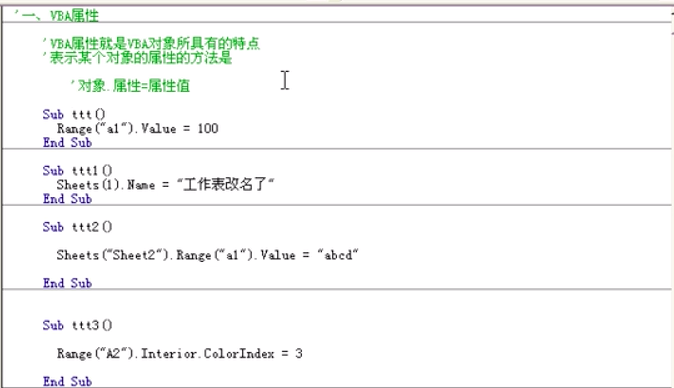 '一、VBA属性
'VBA属性就是VBA对象所具有的特点
'表示某个对象的属性的方法是
'对象.属性=属性值
Sub ttt()
Range("a1").Value = 100
End Sub
Sub ttt1()
Sheets(1).Name = "工作表改名了"
End Sub
Sub ttt2()
Sheets("Sheet2").Range("a1").Value = "abcd"
End Sub
Sub ttt3()
Range("A2").Interior.ColorIndex = 3
End Sub